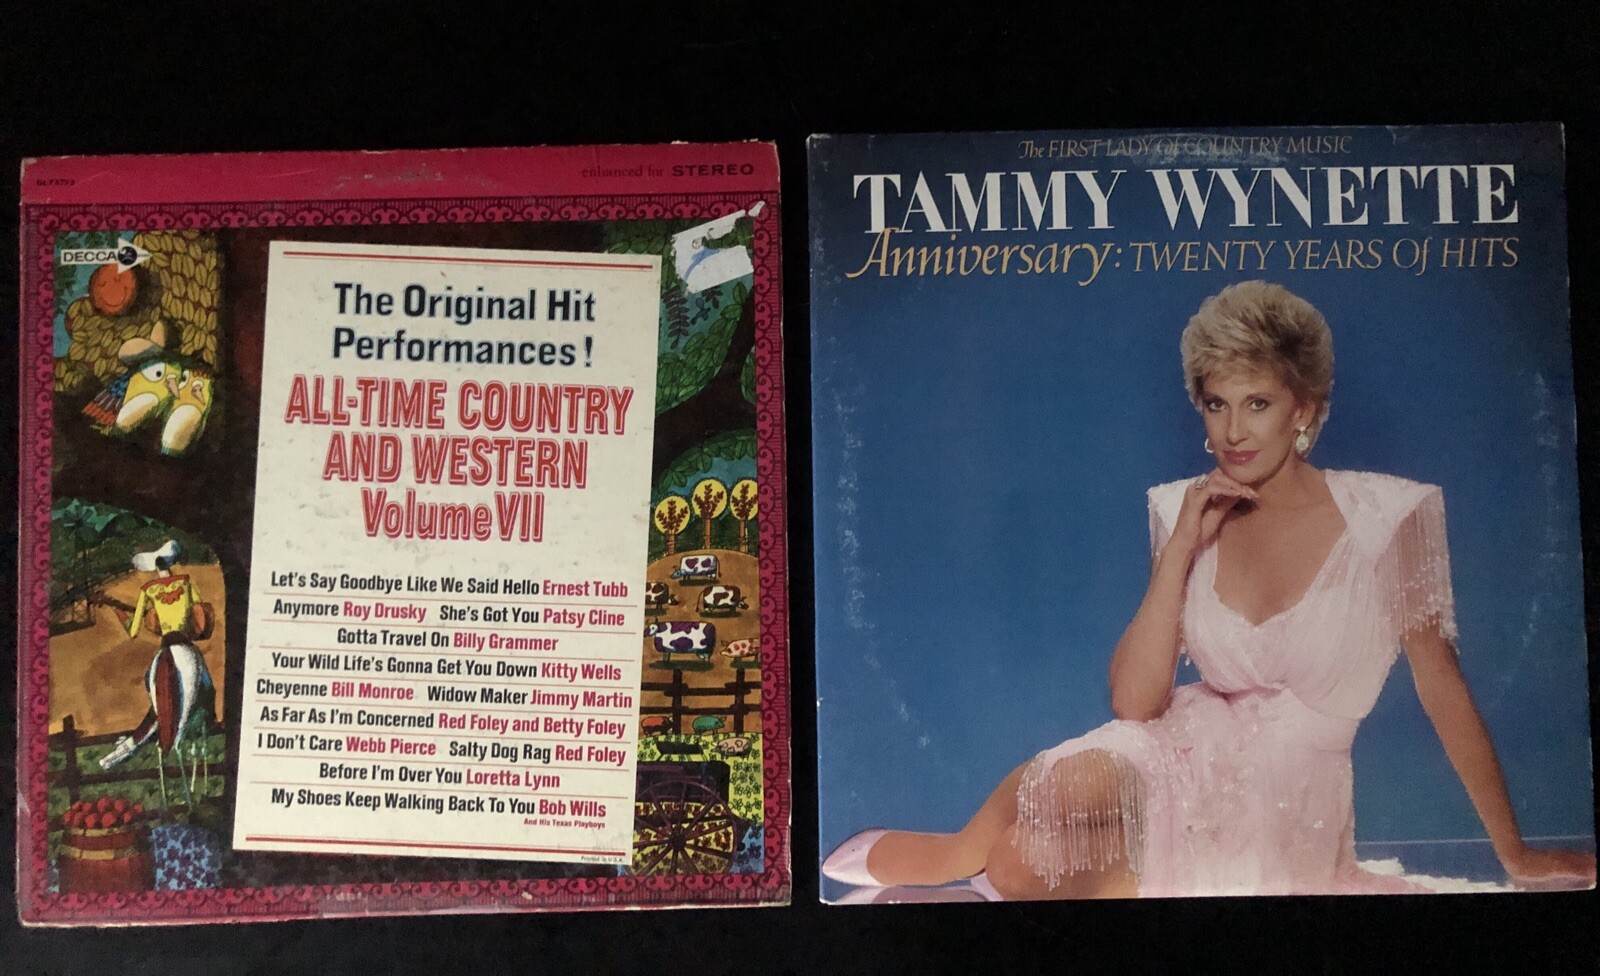 enhanced for STEREO
DECCA
The Original Hit
Performances!
ALL-TIME COUNTRY
AND WESTERN
Volume VII
Let's Say Goodbye Like We Said Hello Ernest Tubb
Anymore Roy Drusky She's Got You Patsy Cline
Gotta Travel On Billy Grammer
Your Wild Life's Gonna Get You Down Kitty Wells
Cheyenne Bill Monroe Widow Maker Jimmy Martin
As Far As I'm Concerned Red Foley and Betty Foley
I Don't Care Webb Pierce Salty Dog Rag Red Foley
Before I'm Over You Loretta Lynn
My Shoes Keep Walking Back To You Bob Wills
And His Texas Playboys
Printed in U.S.A.
The FIRST LADY Of COUNTRY MUSIC
TAMMY WYNETTE
Anniversary: TWENTY YEARS Of HITS